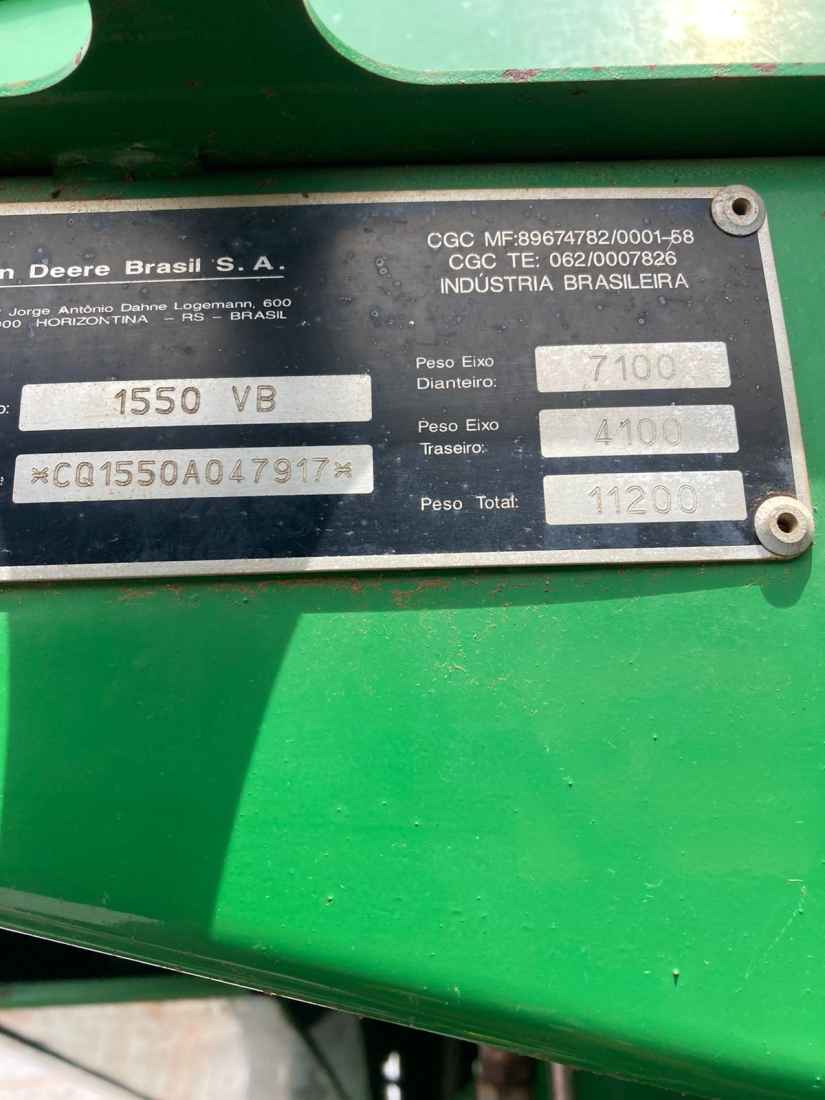 n Deere Brasil S.A.
Jorge Antônio Dahne Logemann, 600
000 HORIZONTINA – RS – BRASIL
CGC MF:89674782/0001-58
CGC TE: 062/0007826
INDÚSTRIA BRASILEIRA
o: 1550 VB
*CQ1550A047917*
Peso Eixo
Dianteiro: 7100
Peso Eixo
Traseiro: 4100
Peso Total: 11200